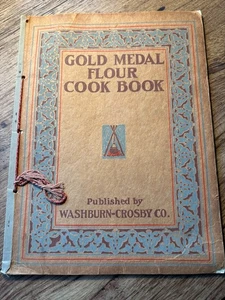 GOLD MEDAL
FLOUR
COOK BOOK
Published by
WASHBURN-CROSBY CO.